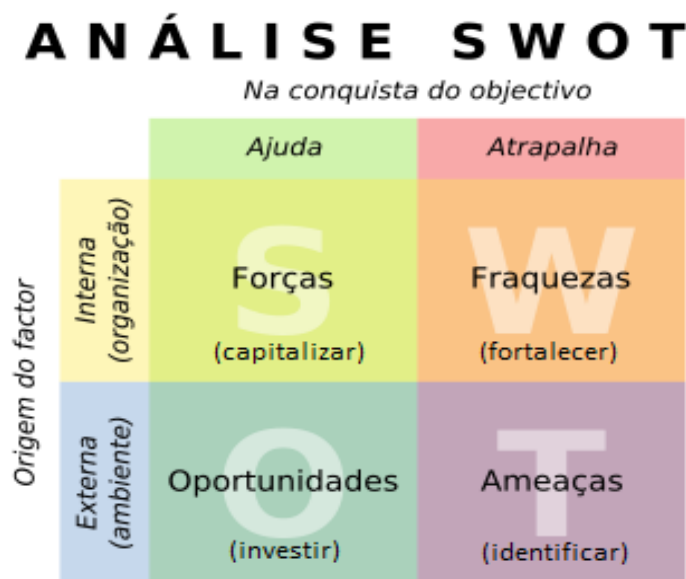 ANÁLISE SWOT
Na conquista do objectivo
Ajuda
Atrapalha
Origem do factor
Interna
(organização)
S
Forças
(capitalizar)
W
Fraquezas
(fortalecer)
Externa
(ambiente)
O
Oportunidades
(investir)
T
Ameaças
(identificar)